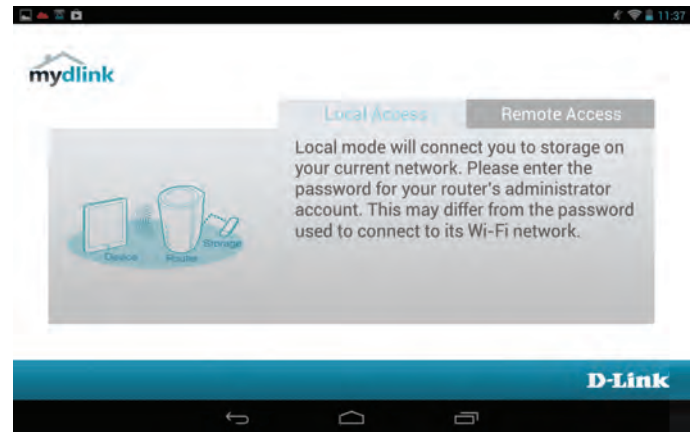 11:37
mydlink
Local Access
Remote Access
Local mode will connect you to storage on
your current network. Please enter the
password for your router's administrator
account. This may differ from the password
used to connect to its Wi-Fi network.
Device
Router
Storage
D-Link